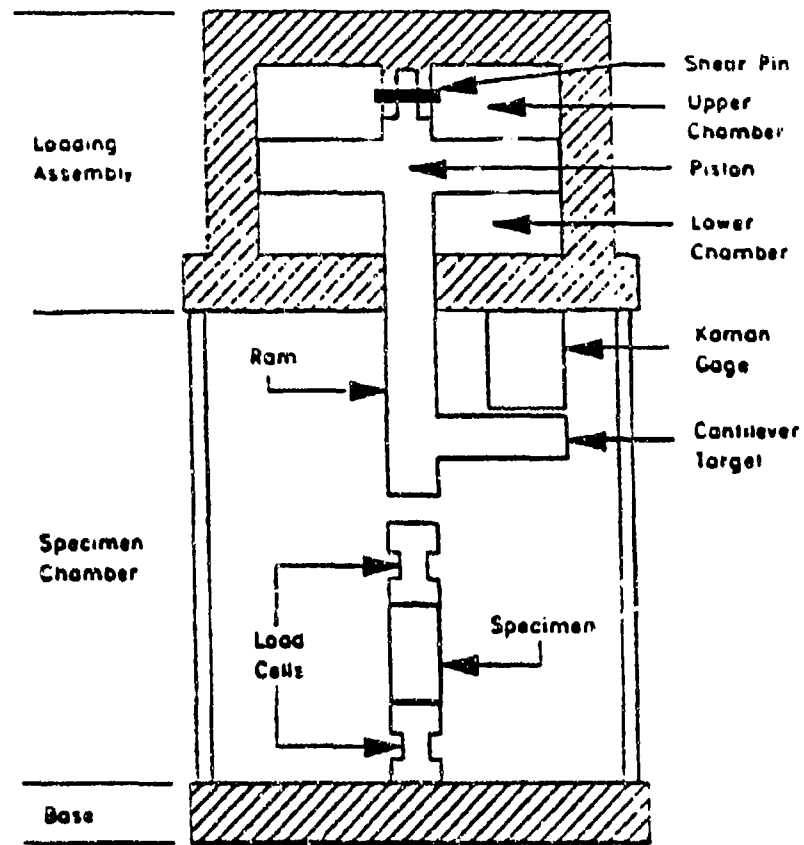 Shear Pin
Upper
Chamber
Piston
Lower
Chamber
Loading
Assembly
Kaman
Gage
Ram
Cantilever
Target
Specimen
Chamber
Load
Cells
Specimen
Base